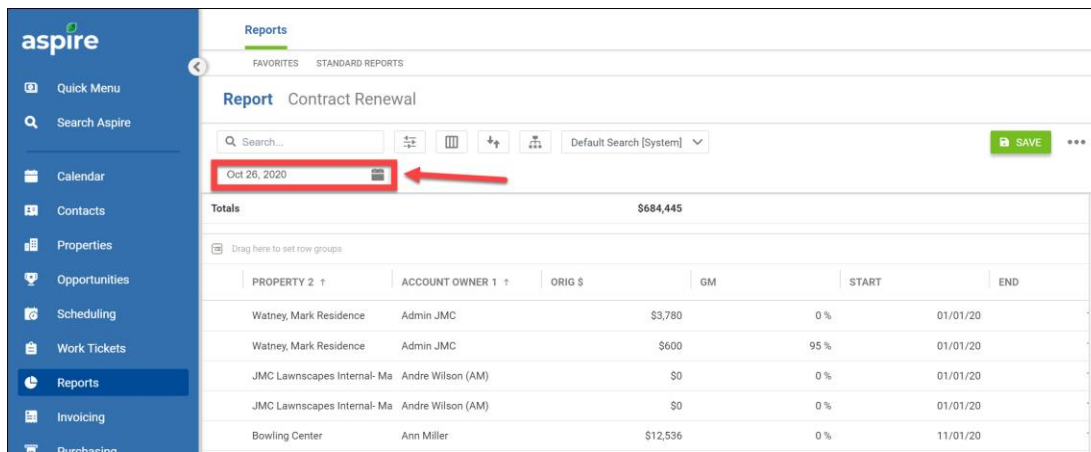 aspire
Quick Menu
Search Aspire
Calendar
Contacts
Properties
Opportunities
Scheduling
Work Tickets
Reports
Invoicing
Purchasing
Reports
FAVORITES STANDARD REPORTS
Report Contract Renewal
Search... Default Search [System] SAVE
Oct 26, 2020
Totals $684,445
Drag here to set row groups
PROPERTY 2 ↑ ACCOUNT OWNER 1 ↑ ORIG $ GM START END
Watney, Mark Residence Admin JMC $3,780 0 % 01/01/20
Watney, Mark Residence Admin JMC $600 95 % 01/01/20
JMC Lawnscapes Internal- Ma Andre Wilson (AM) $0 0 % 01/01/20
JMC Lawnscapes Internal- Ma Andre Wilson (AM) $0 0 % 01/01/20
Bowling Center Ann Miller $12,536 0 % 11/01/20